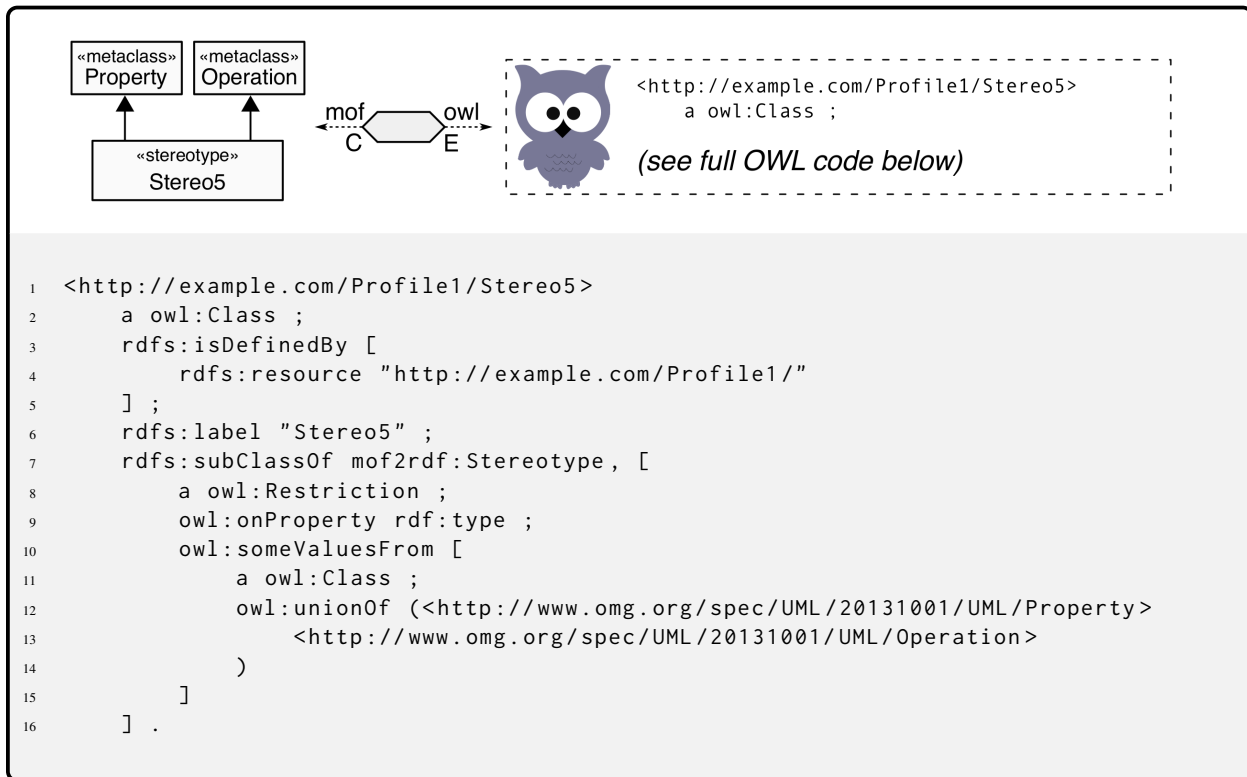 «metaclass»
Property
«metaclass»
Operation
«stereotype»
Stereo5
mof
owl
C
E
<http://example.com/Profile1/Stereo5>
    a owl:Class ;
(see full OWL code below)
1 <http://example.com/Profile1/Stereo5>
2     a owl:Class ;
3     rdfs:isDefinedBy [
4         rdfs:resource "http://example.com/Profile1/"
5     ] ;
6     rdfs:label "Stereo5" ;
7     rdfs:subClassOf mof2rdf:Stereotype, [
8         a owl:Restriction ;
9         owl:onProperty rdf:type ;
10         owl:someValuesFrom [
11             a owl:Class ;
12             owl:unionOf (<http://www.omg.org/spec/UML/20131001/UML/Property>
13                 <http://www.omg.org/spec/UML/20131001/UML/Operation>
14             )
15         ]
16     ] .